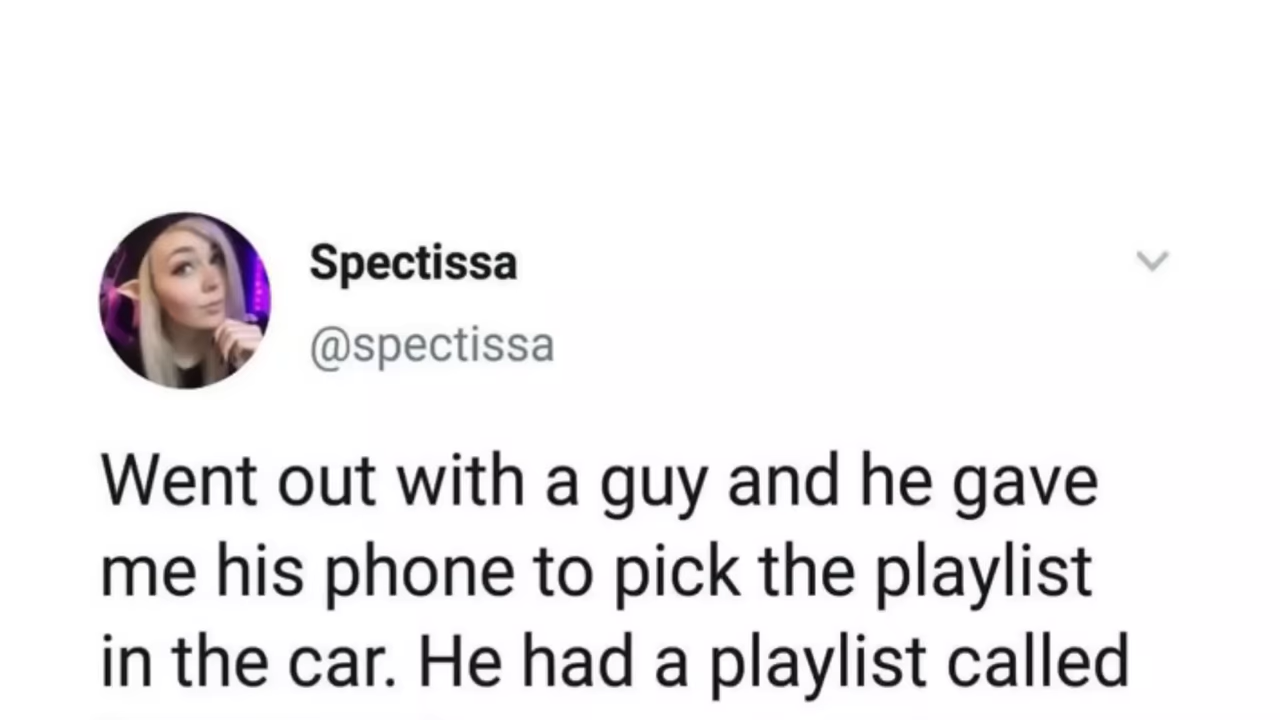 Spectissa
@spectissa
Went out with a guy and he gave
me his phone to pick the playlist
in the car. He had a playlist called